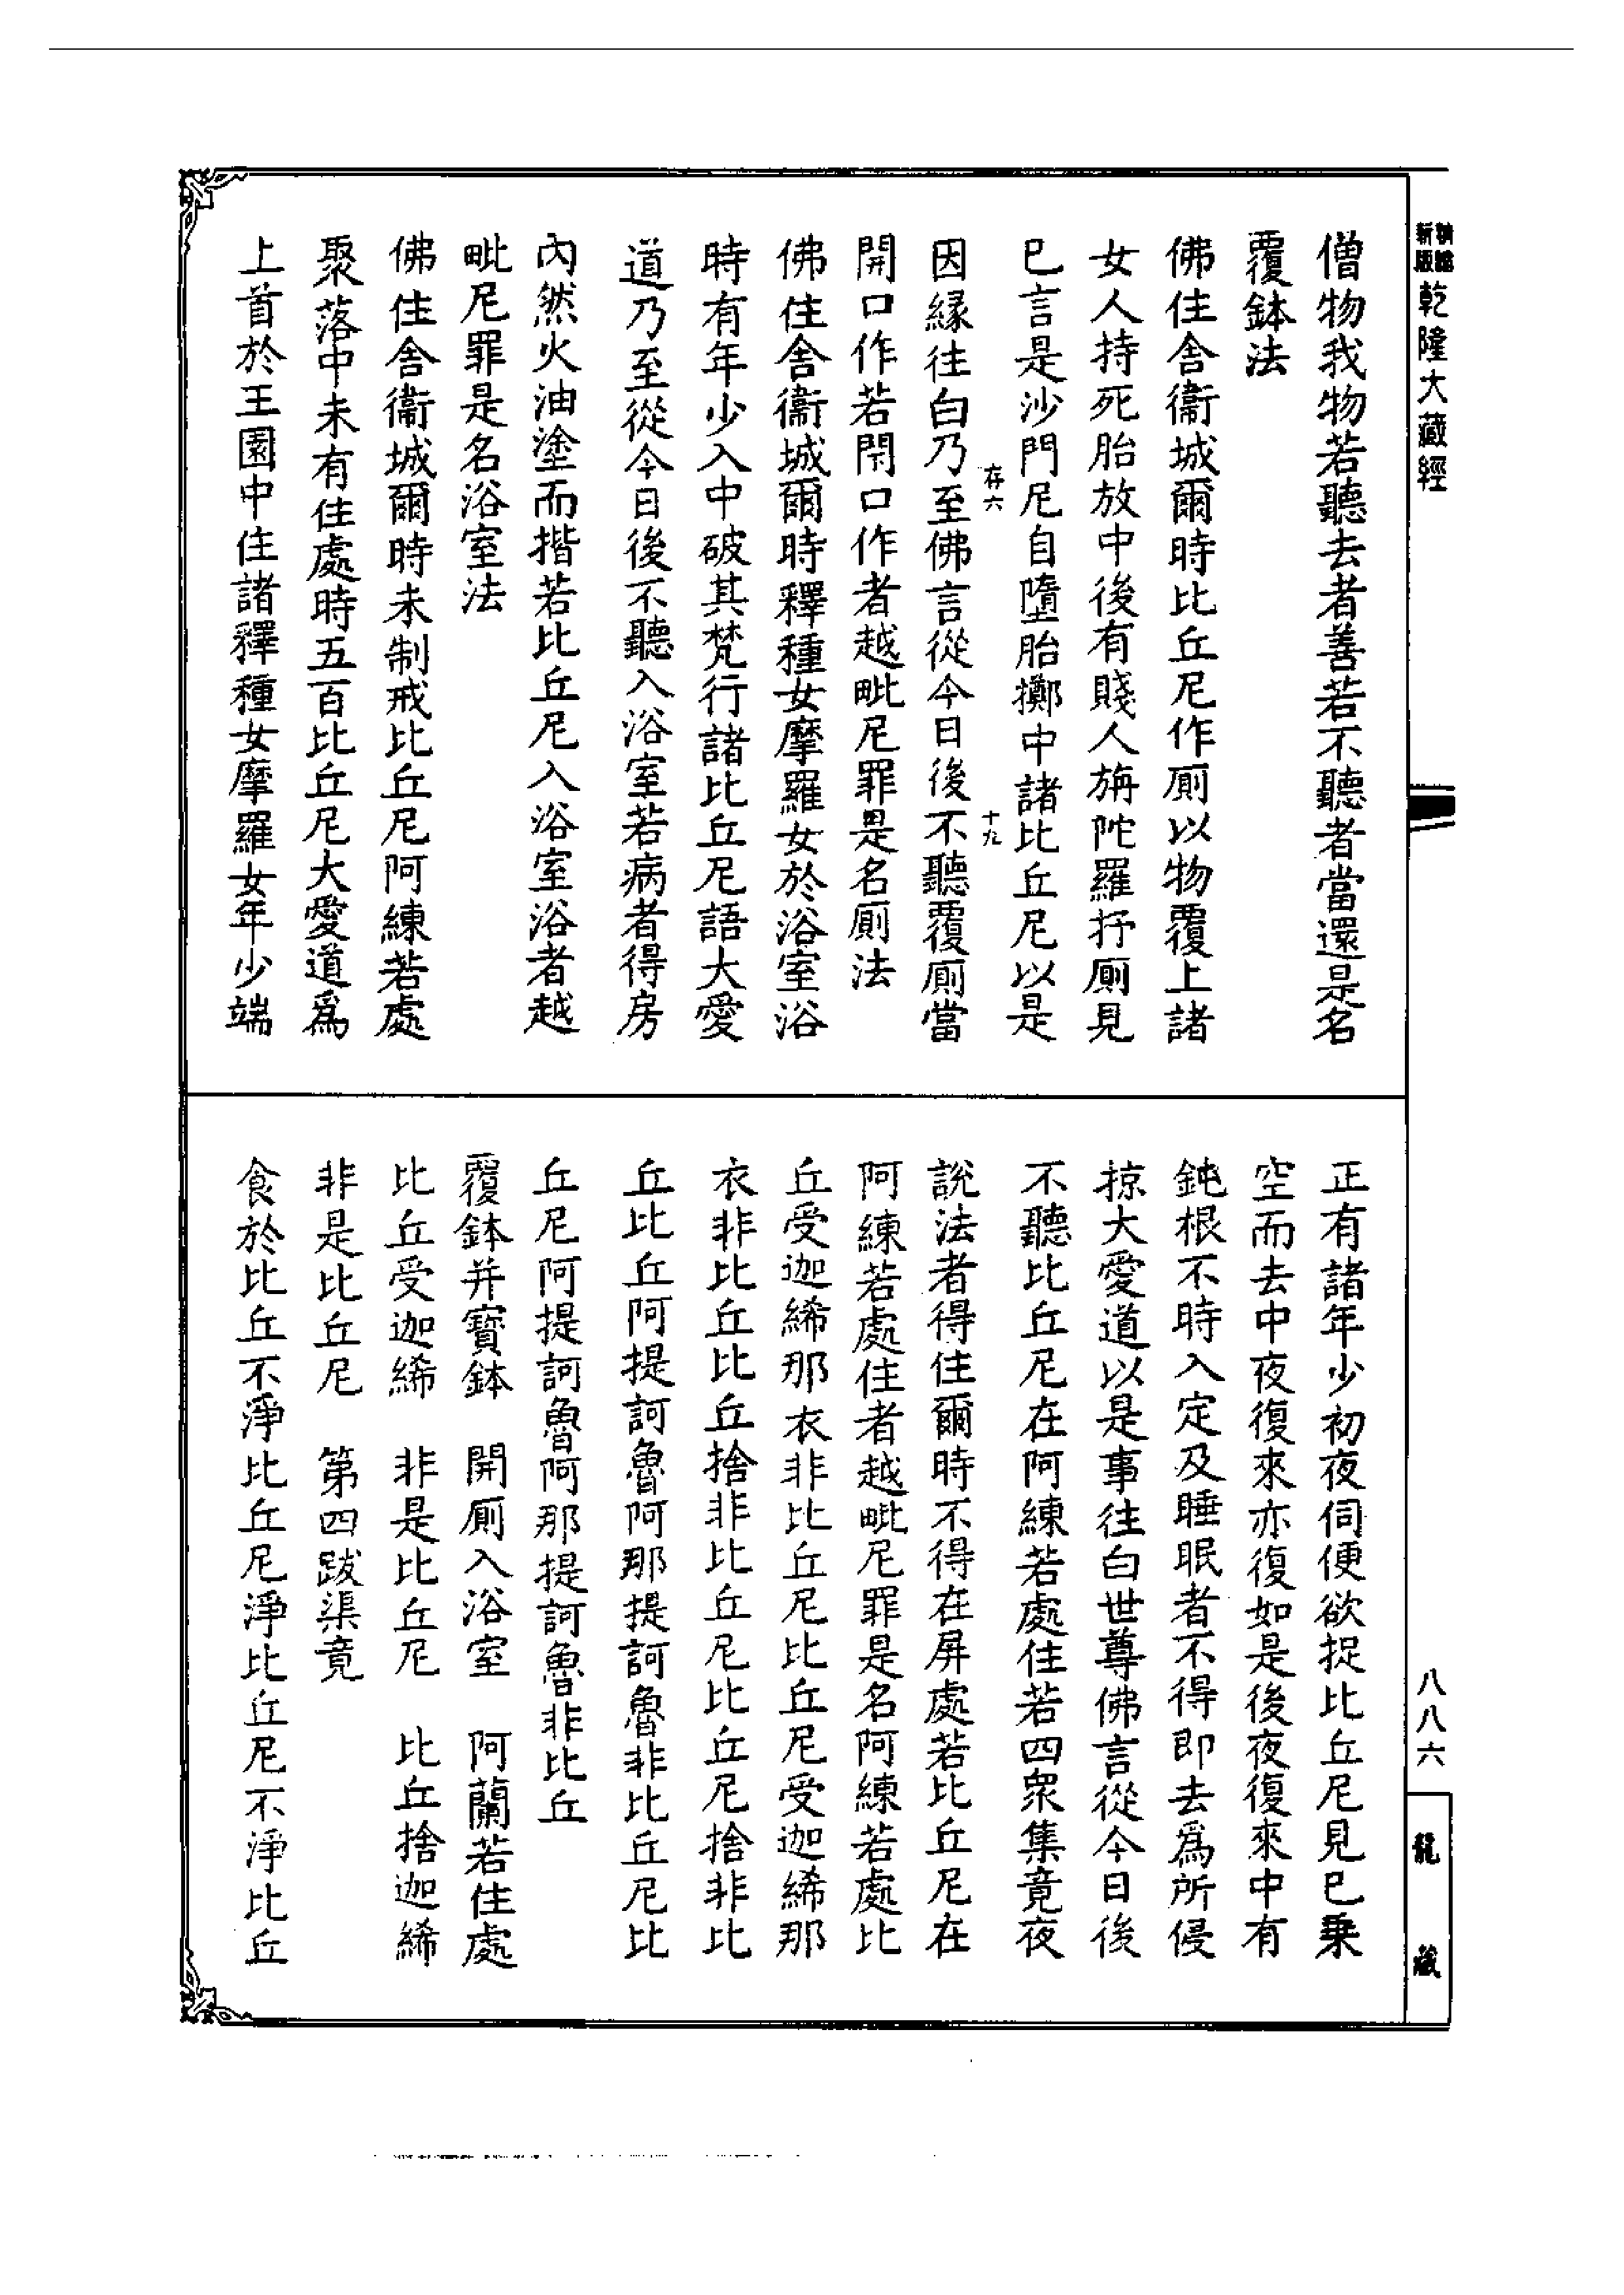 新版
乾隆大藏經
八八六
龍藏
僧物我物若聽去者善若不聽者當還是名
覆鉢法
佛住舍衞城爾時比丘尼作廁以物覆上諸
女人持死胎放中後有賤人旃陀羅抒廁見
已言是沙門尼自墮胎擲中諸比丘尼以是
存六
十九
因緣往白乃至佛言從今日後不聽覆廁當
開口作若閉口作者越毗尼罪是名廁法
佛住舍衞城爾時釋種女摩羅女於浴室浴
時有年少入中破其梵行諸比丘尼語大愛
道乃至從今日後不聽入浴室若病者得房
內然火油塗而揩若比丘尼入浴室浴者越
毗尼罪是名浴室法
佛住舍衞城爾時未制戒比丘尼阿練若處
聚落中未有住處時五百比丘尼大愛道爲
上首於王園中住諸釋種女摩羅女年少端
正有諸年少初夜伺便欲捉比丘尼見已乗
空而去中夜復來亦復如是後夜復來中有
鈍根不時入定及睡眠者不得即去爲所侵
掠大愛道以是事往白世尊佛言從今日後
不聽比丘尼在阿練若處住若四衆集竟夜
說法者得住爾時不得在屏處若比丘尼在
阿練若處住者越毗尼罪是名阿練若處比
丘受迦絺那衣非比丘尼比丘尼受迦絺那
衣非比丘比丘捨非比丘尼比丘尼捨非比
丘比丘阿提訶魯阿那提訶魯非比丘尼比
丘尼阿提訶魯阿那提訶魯非比丘
覆鉢并寶鉢　開廁入浴室　阿蘭若住處
比丘受迦絺　非是比丘尼　比丘捨迦絺
非是比丘尼　第四跋渠竟
食於比丘不淨比丘尼淨比丘尼不淨比丘